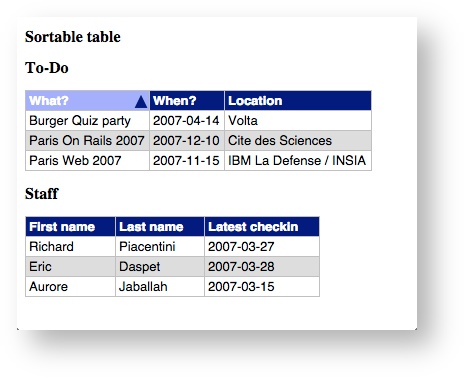 Sortable table
To-Do
What? When? Location
Burger Quiz party 2007-04-14 Volta
Paris On Rails 2007 2007-12-10 Cite des Sciences
Paris Web 2007 2007-11-15 IBM La Defense / INSIA
Staff
First name Last name Latest checkin
Richard Piacentini 2007-03-27
Eric Daspet 2007-03-28
Aurore Jaballah 2007-03-15